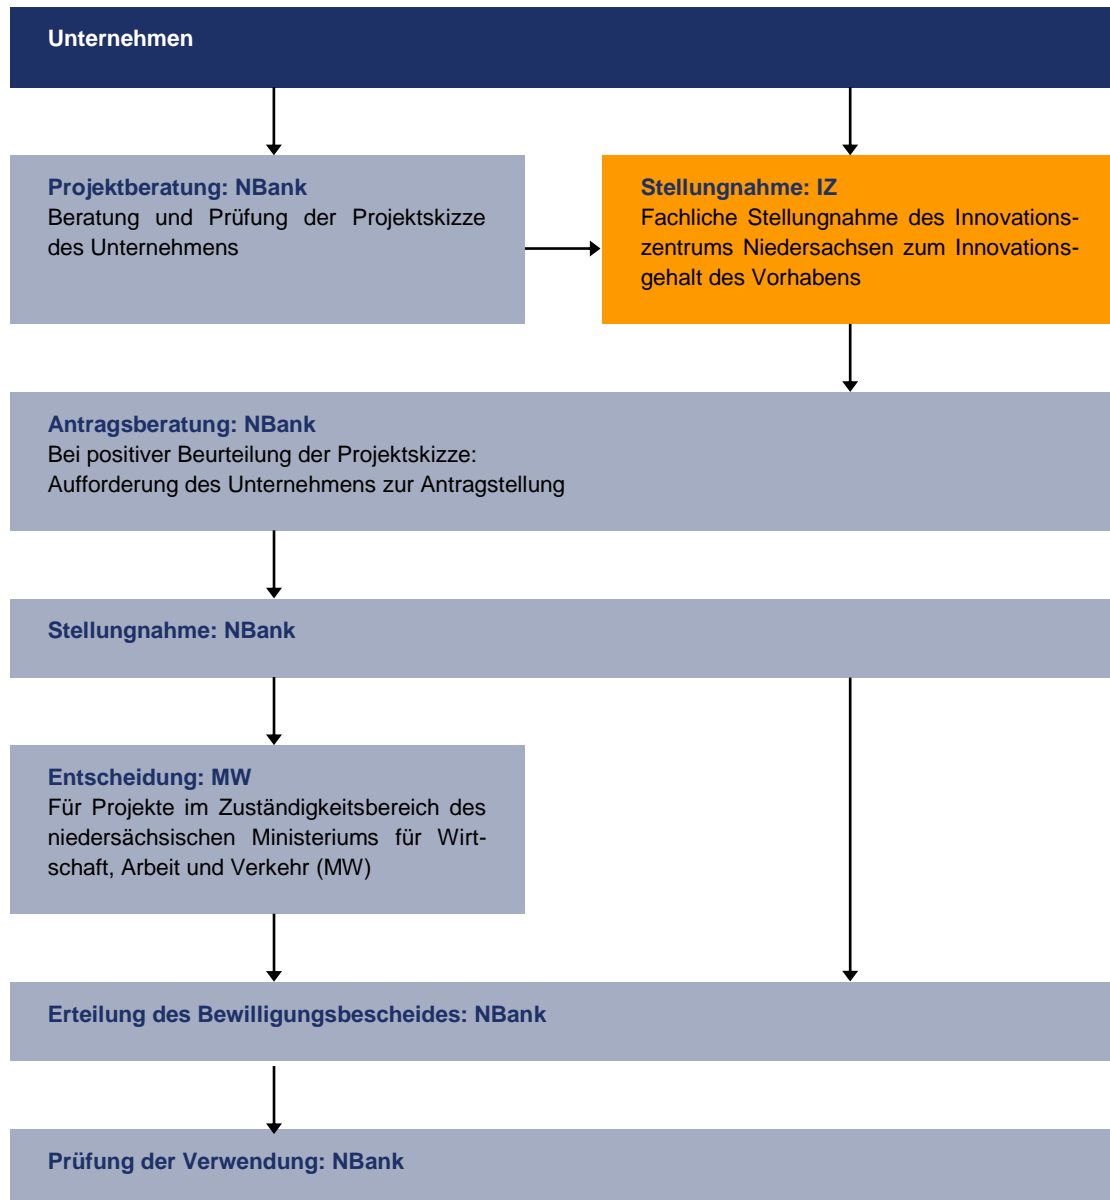 Unternehmen
Projektberatung: NBank
Beratung und Prüfung der Projektskizze
des Unternehmens
Stellungnahme: IZ
Fachliche Stellungnahme des Innovations-
zentrums Niedersachsen zum Innovations-
gehalt des Vorhabens
Antragsberatung: NBank
Bei positiver Beurteilung der Projektskizze:
Aufforderung des Unternehmens zur Antragstellung
Stellungnahme: NBank
Entscheidung: MW
Für Projekte im Zuständigkeitsbereich des
niedersächsischen Ministeriums für Wirt-
schaft, Arbeit und Verkehr (MW)
Erteilung des Bewilligungsbescheides: NBank
Prüfung der Verwendung: NBank